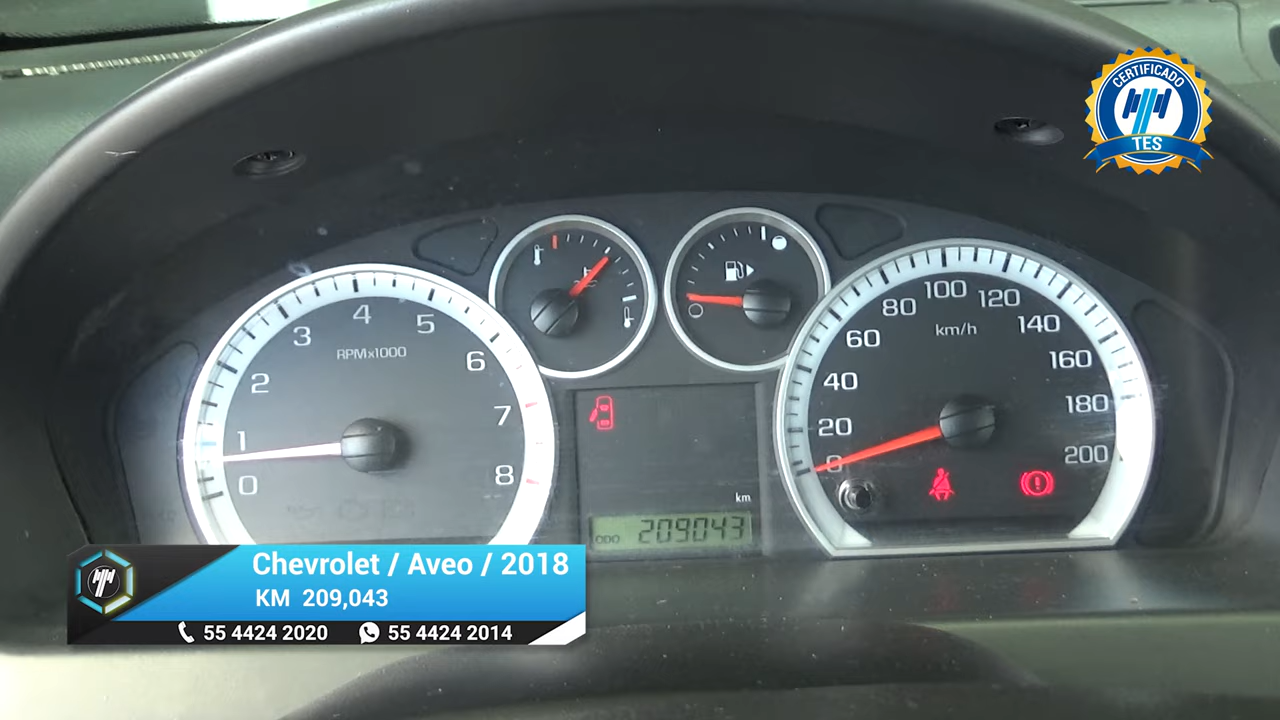 CERTIFICADO
TES
0
1
2
3
4
5
6
7
8
RPMx1000
0
20
40
60
80
100
120
140
160
180
200
km/h
km
ODO 209043
Chevrolet / Aveo / 2018
KM 209,043
55 4424 2020 55 4424 2014